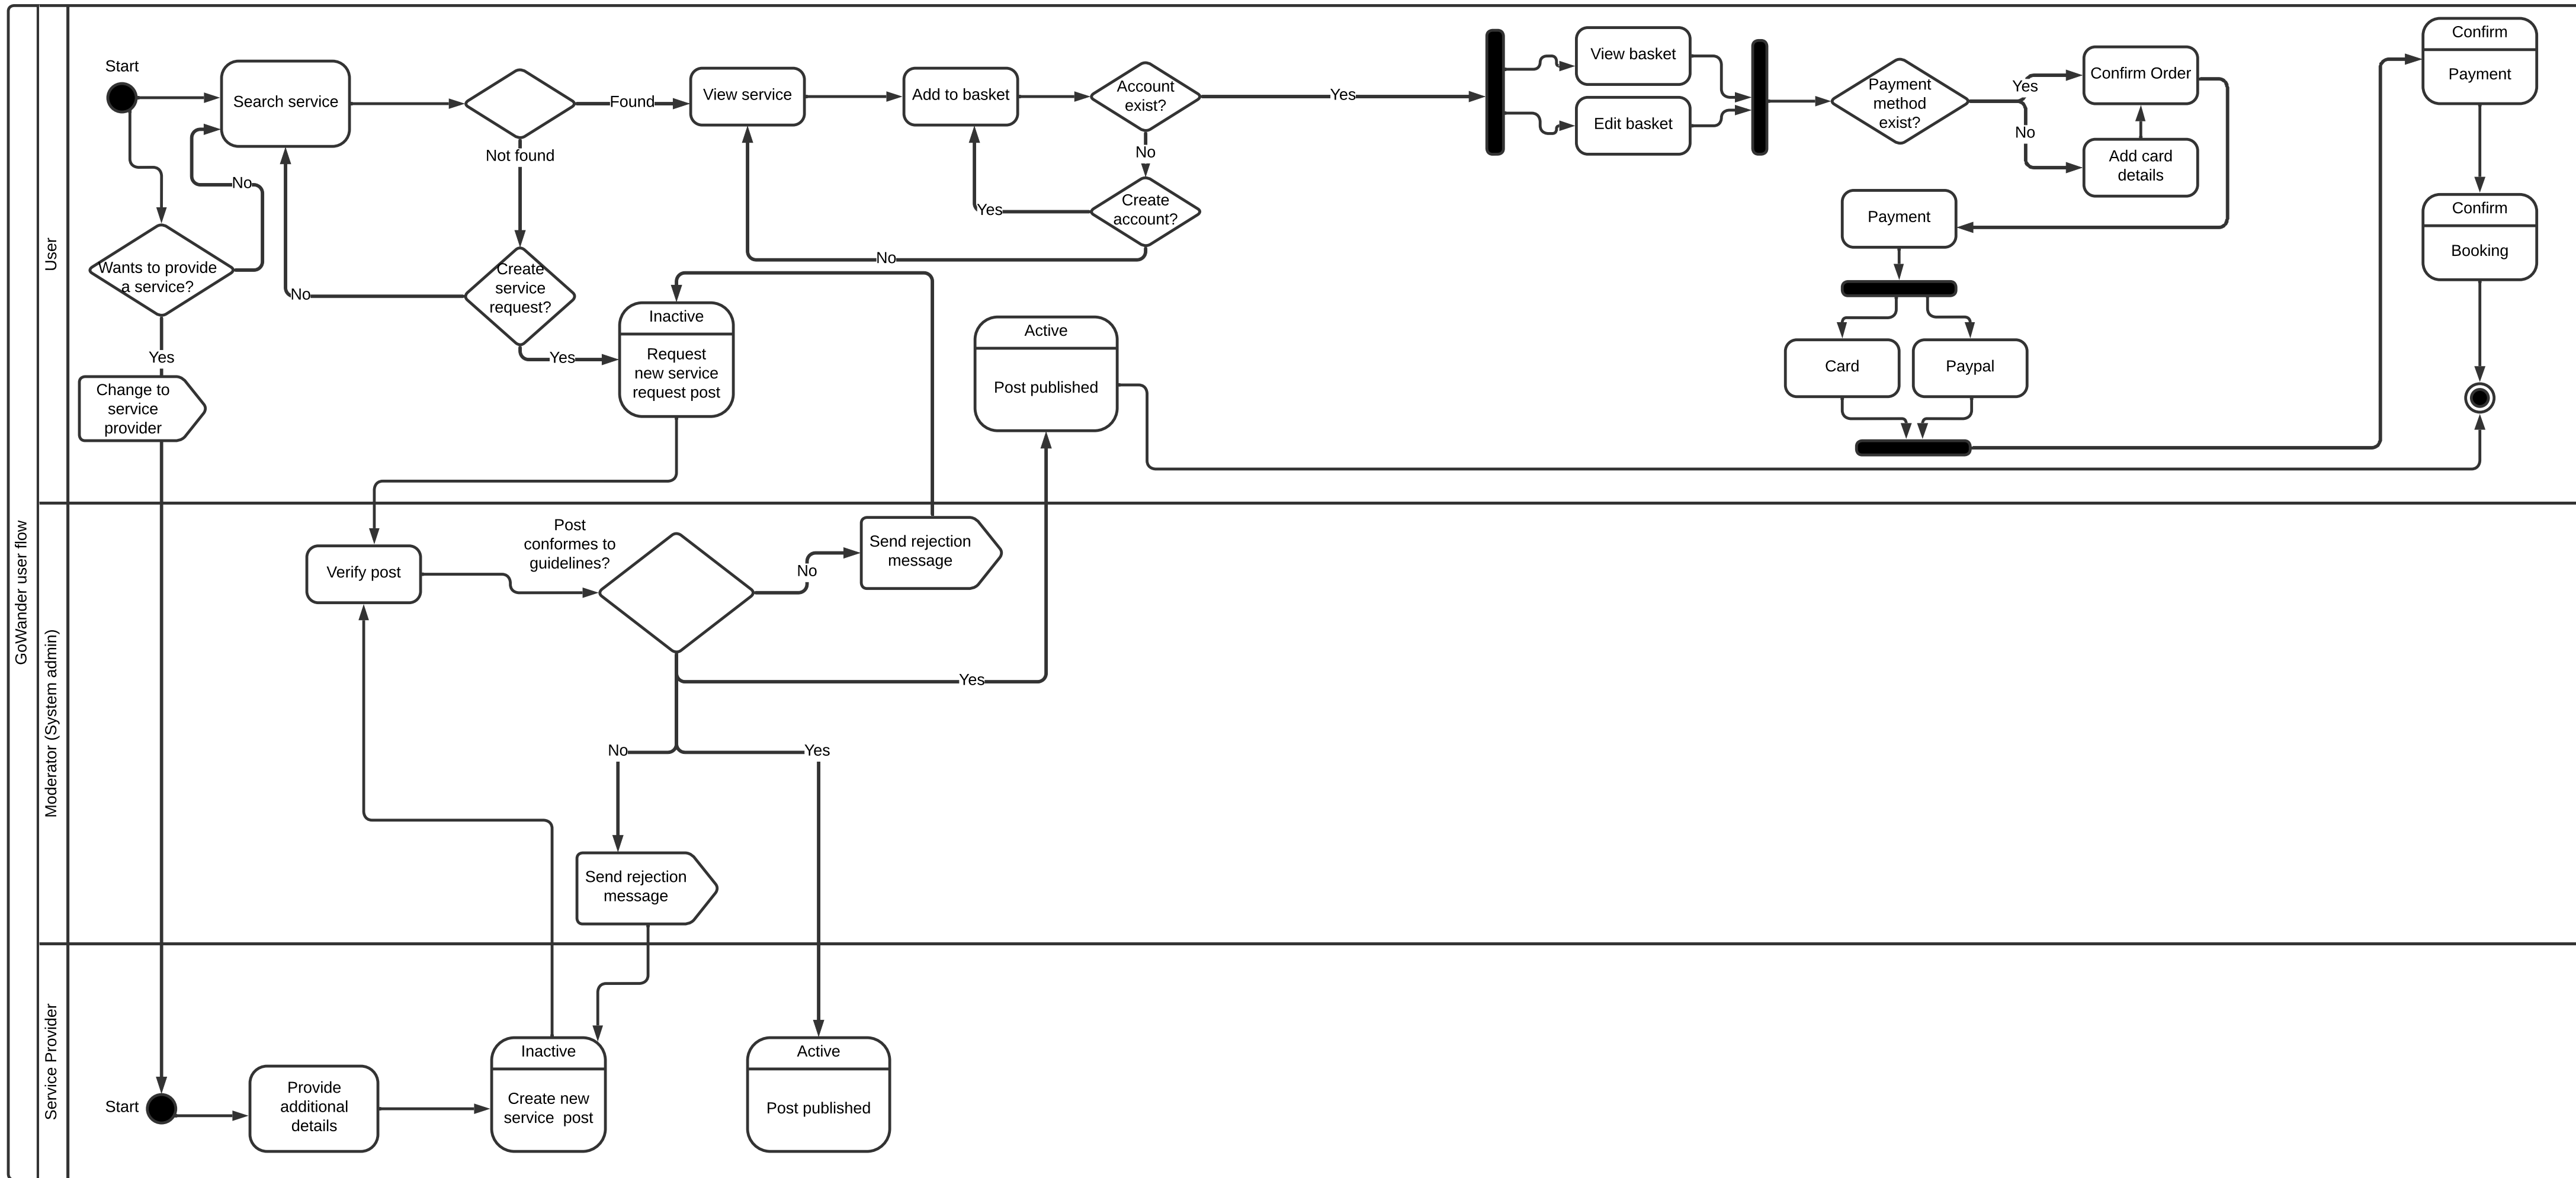 GoWander user flow
User
Start
Search service
Found
Not found
View service
Add to basket
Account
exist?
Yes
No
Create
account?
Yes
No
View basket
Edit basket
Payment
method
exist?
Yes
No
Confirm Order
Add card
details
Payment
Card
Paypal
Confirm
Payment
Confirm
Booking
No
Wants to provide
a service?
Yes
Change to
service
provider
Create
service
request?
No
Yes
Inactive
Request
new service
request post
Active
Post published
Moderator (System admin)
Verify post
Post
conformes to
guidelines?
No
Send rejection
message
Yes
No
Yes
Send rejection
message
Service Provider
Start
Provide
additional
details
Inactive
Create new
service  post
Active
Post published